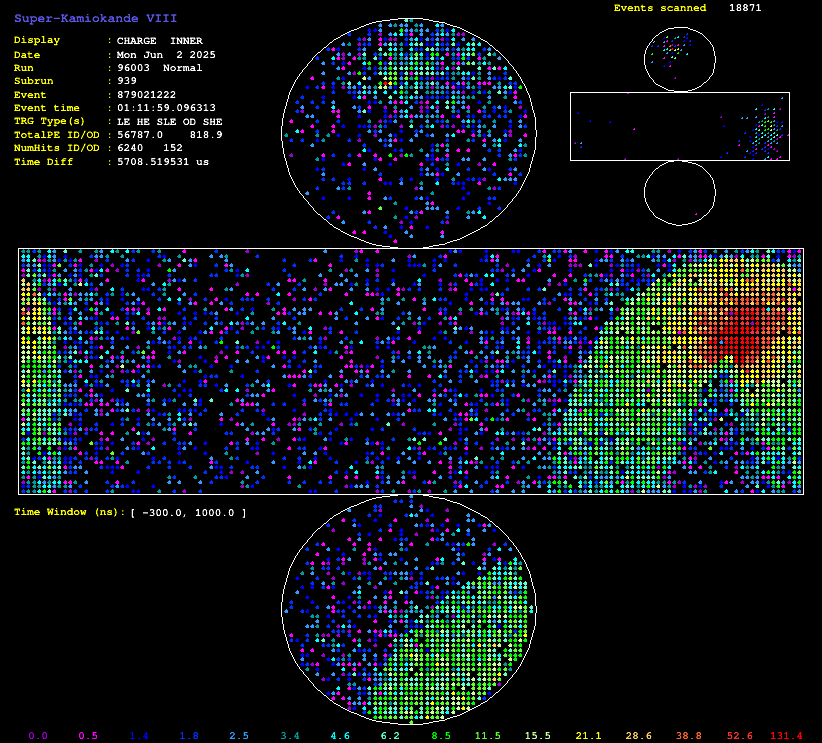 Super-Kamiokande VIII
Events scanned 18871
Display : CHARGE INNER
Date : Mon Jun 2 2025
Run : 96003 Normal
Subrun : 939
Event : 879021222
Event time : 01:11:59.096313
TRG Type(s) : LE HE SLE OD SHE
TotalPE ID/OD : 56787.0 818.9
NumHits ID/OD : 6240 152
Time Diff : 5708.519531 us
Time Window (ns): [ -300.0, 1000.0 ]
0.0 0.5 1.4 1.8 2.5 3.4 4.6 6.2 8.5 11.5 15.5 21.1 28.6 38.8 52.6 131.4